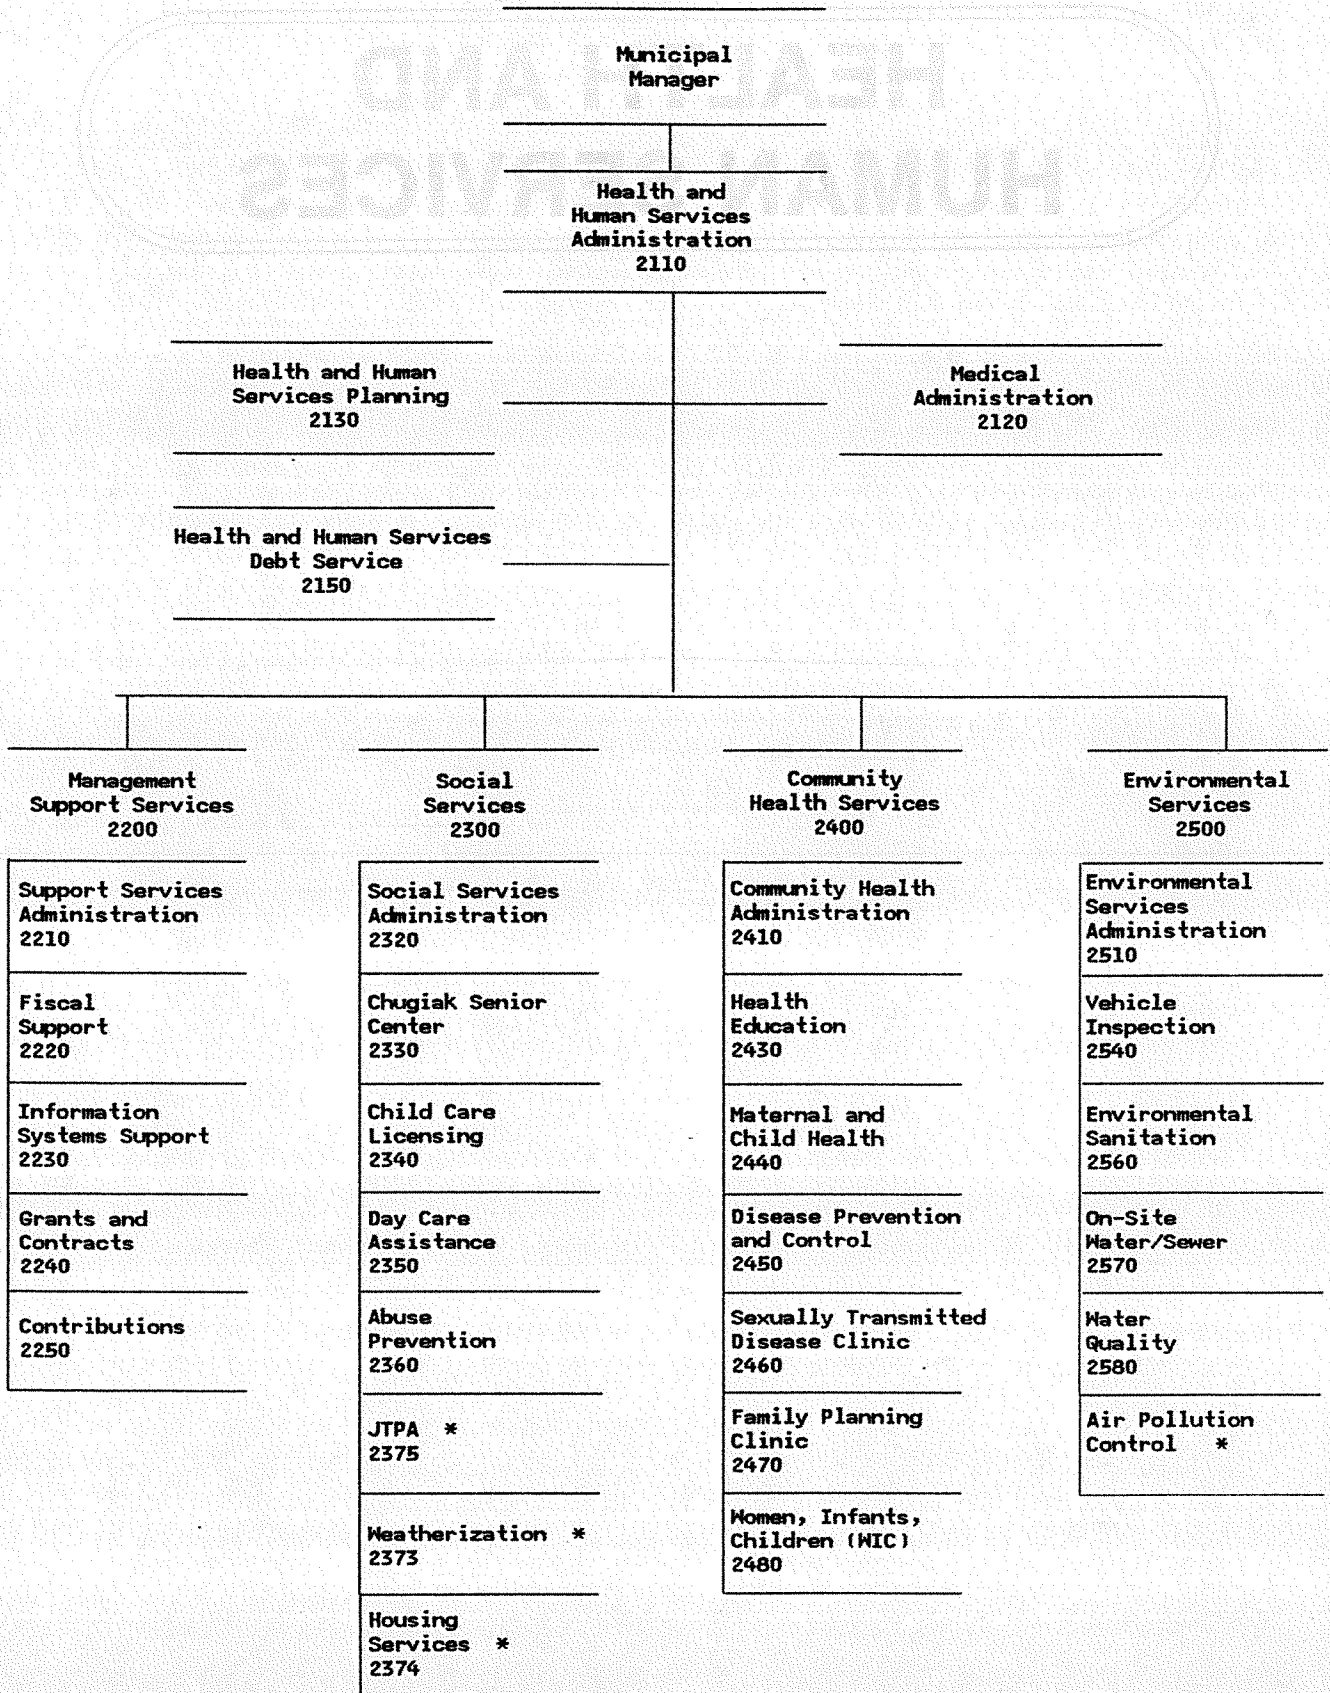 Municipal
Manager
Health and
Human Services
Administration
2110
Health and Human
Services Planning
2130
Medical
Administration
2120
Health and Human Services
Debt Service
2150
Management
Support Services
2200
Support Services
Administration
2210
Fiscal
Support
2220
Information
Systems Support
2230
Grants and
Contracts
2240
Contributions
2250
Social
Services
2300
Social Services
Administration
2320
Chugiak Senior
Center
2330
Child Care
Licensing
2340
Day Care
Assistance
2350
Abuse
Prevention
2360
JTPA *
2375
Weatherization *
2373
Housing
Services *
2374
Community
Health Services
2400
Community Health
Administration
2410
Health
Education
2430
Maternal and
Child Health
2440
Disease Prevention
and Control
2450
Sexually Transmitted
Disease Clinic
2460
Family Planning
Clinic
2470
Women, Infants,
Children (WIC)
2480
Environmental
Services
2500
Environmental
Services
Administration
2510
Vehicle
Inspection
2540
Environmental
Sanitation
2560
On-Site
Water/Sewer
2570
Water
Quality
2580
Air Pollution
Control *
HEALTH AND
HUMAN SERVICES